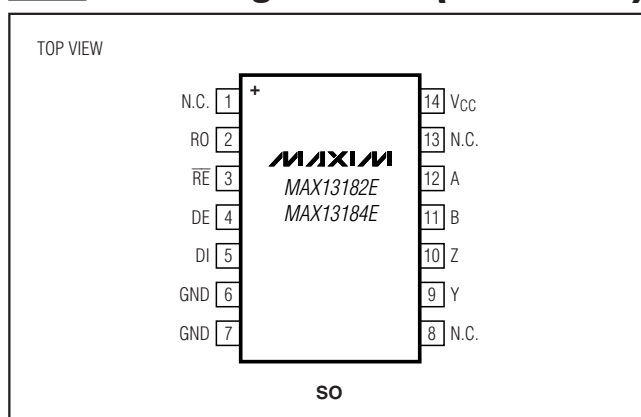 TOP VIEW
N.C. 1 + 14 VCC
RO 2 MAXIM 13 N.C.
RE 3 MAX13182E 12 A
DE 4 MAX13184E 11 B
DI 5 10 Z
GND 6 9 Y
GND 7 8 N.C.
SO